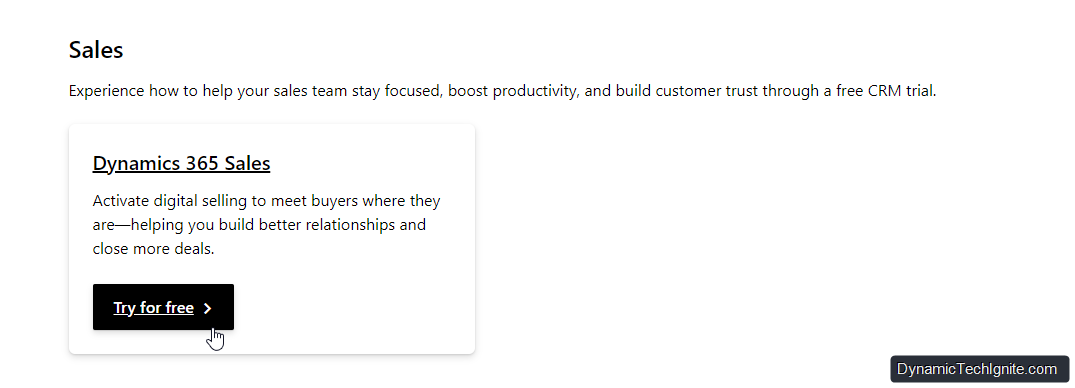 Sales
Experience how to help your sales team stay focused, boost productivity, and build customer trust through a free CRM trial.
Dynamics 365 Sales
Activate digital selling to meet buyers where they
are—helping you build better relationships and
close more deals.
Try for free
DynamicTechIgnite.com